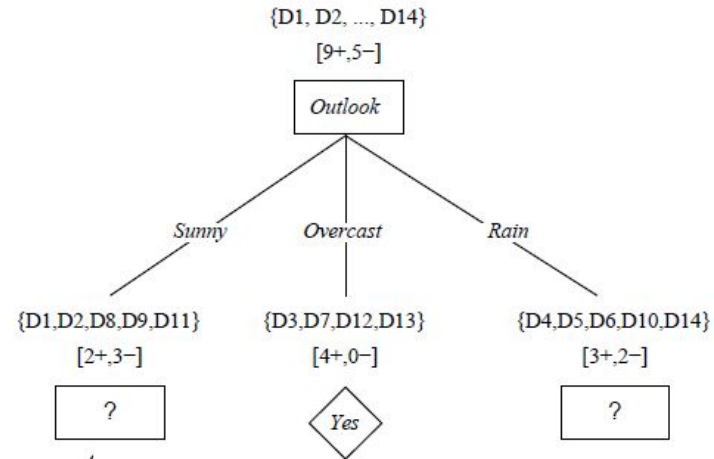 {D1, D2, ..., D14}
[9+,5−]
Outlook
Sunny Overcast Rain
{D1,D2,D8,D9,D11} {D3,D7,D12,D13} {D4,D5,D6,D10,D14}
[2+,3−] [4+,0−] [3+,2−]
? Yes ?